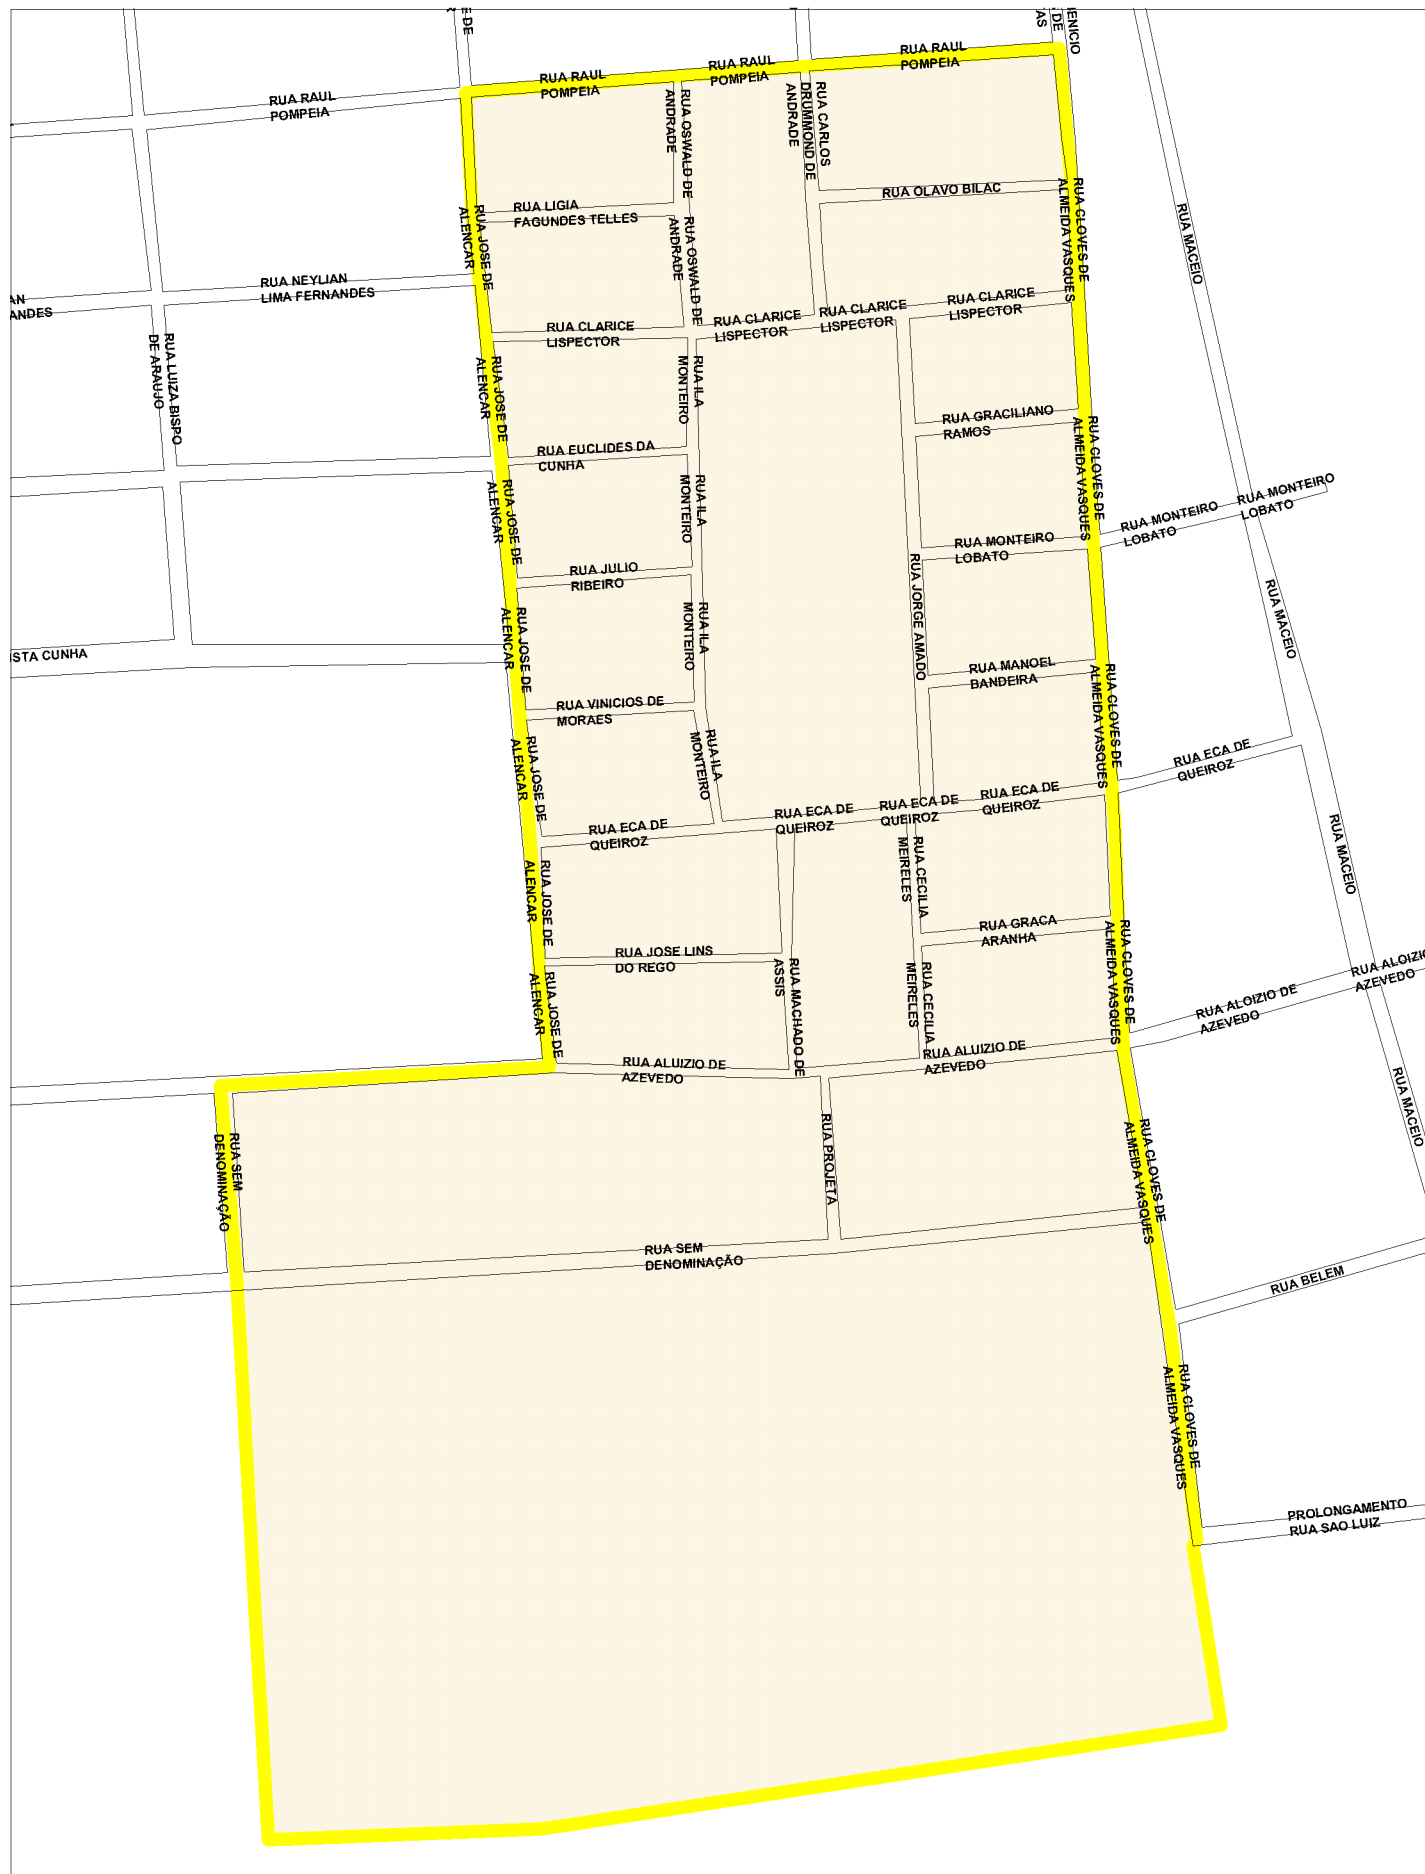 E DE
AS
DE
IENICIO
RUA RAUL
POMPEIA
RUA RAUL
POMPEIA
RUA RAUL
POMPEIA
RUA RAUL
POMPEIA
RUA OSWALD DE
ANDRADE
RUA CARLOS
DRUMMOND DE
ANDRADE
RUA OLAVO BILAC
RUA LIGIA
FAGUNDES TELLES
RUA JOSE DE
ALENCAR
RUA OSWALD DE
ANDRADE
RUA CLOVES DE
ALMEIDA VASQUES
RUA MACEIO
AN
ANDES
RUA NEYLIAN
LIMA FERNANDES
RUA CLARICE
LISPECTOR
RUA CLARICE
LISPECTOR
RUA CLARICE
LISPECTOR
RUA CLARICE
LISPECTOR
RUA LUIZA BISPO
DE ARAUJO
RUA JOSE DE
ALENCAR
RUA ILA
MONTEIRO
RUA GRACILIANO
RAMOS
RUA CLOVES DE
ALMEIDA VASQUES
RUA EUCLIDES DA
CUNHA
RUA JOSE DE
ALENCAR
RUA ILA
MONTEIRO
RUA MONTEIRO
LOBATO
RUA MONTEIRO
LOBATO
RUA MONTEIRO
LOBATO
RUA JULIO
RIBEIRO
RUA JORGE AMADO
RUA MACEIO
RUA JOSE DE
ALENCAR
RUA ILA
MONTEIRO
ISTA CUNHA
RUA MANOEL
BANDEIRA
RUA CLOVES DE
ALMEIDA VASQUES
RUA VINICIOS DE
MORAES
RUA JOSE DE
ALENCAR
RUA ILA
MONTEIRO
RUA ECA DE
QUEIROZ
RUA ECA DE
QUEIROZ
RUA ECA DE
QUEIROZ
RUA ECA DE
QUEIROZ
RUA ECA DE
QUEIROZ
RUA MACEIO
RUA JOSE DE
ALENCAR
RUA CECILIA
MEIRELES
RUA GRACA
ARANHA
RUA CLOVES DE
ALMEIDA VASQUES
RUA JOSE LINS
DO REGO
RUA JOSE DE
ALENCAR
RUA MACHADO DE
ASSIS
RUA CECILIA
MEIRELES
RUA ALOIZIO
AZEVEDO
RUA ALOIZIO DE
AZEVEDO
RUA ALUIZIO DE
AZEVEDO
RUA ALUIZIO DE
AZEVEDO
RUA MACEIO
RUA SEM
DENOMINAÇÃO
RUA PROJETA
RUA CLOVES DE
ALMEIDA VASQUES
RUA SEM
DENOMINAÇÃO
RUA BELEM
RUA CLOVES DE
ALMEIDA VASQUES
PROLONGAMENTO
RUA SAO LUIZ